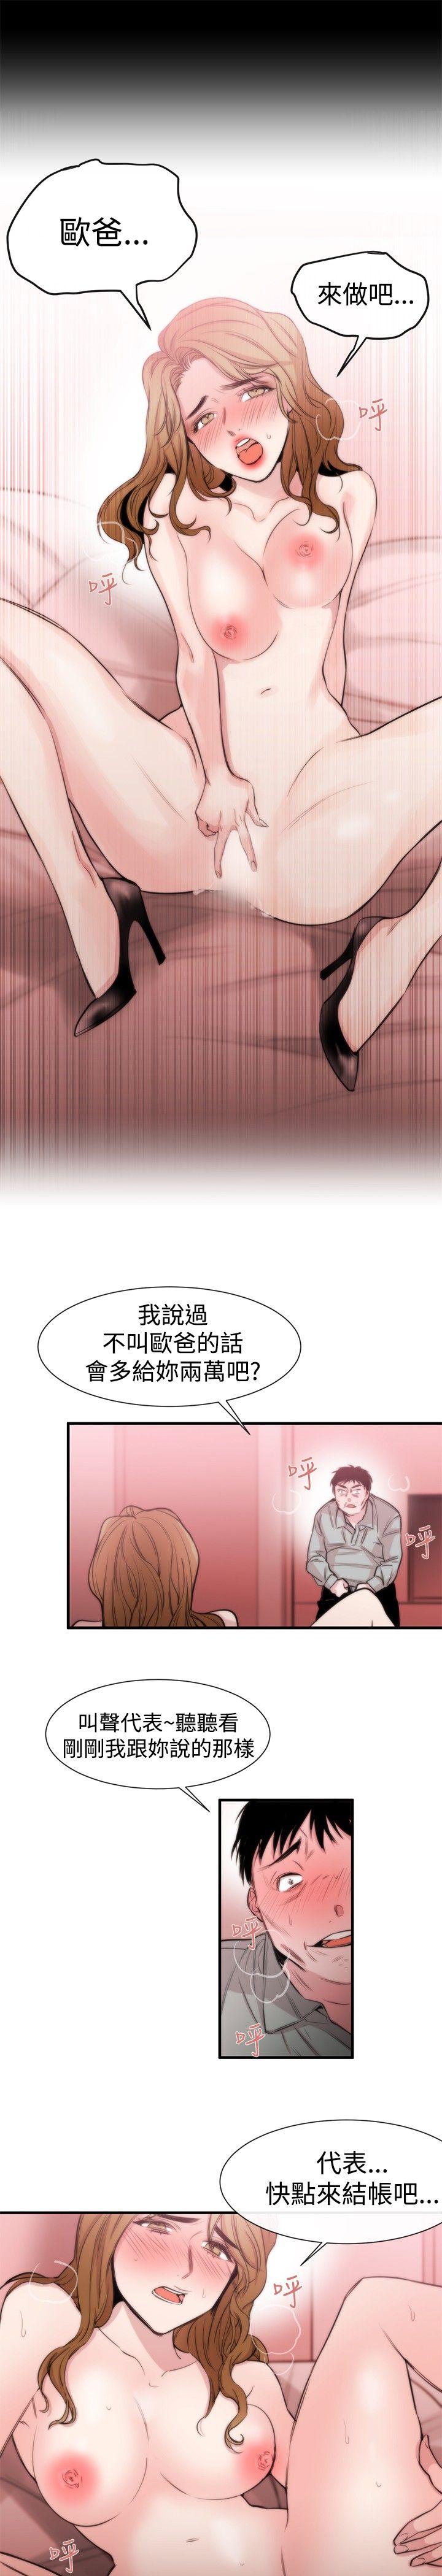 歐爸...
來做吧...
呼
呼
我說過
不叫歐爸的話
會多給妳兩萬吧?
呼
呼
叫聲代表~聽聽看
剛剛我跟妳說的那樣
呼
呼
代表...
快點來結帳吧...
呼
呼